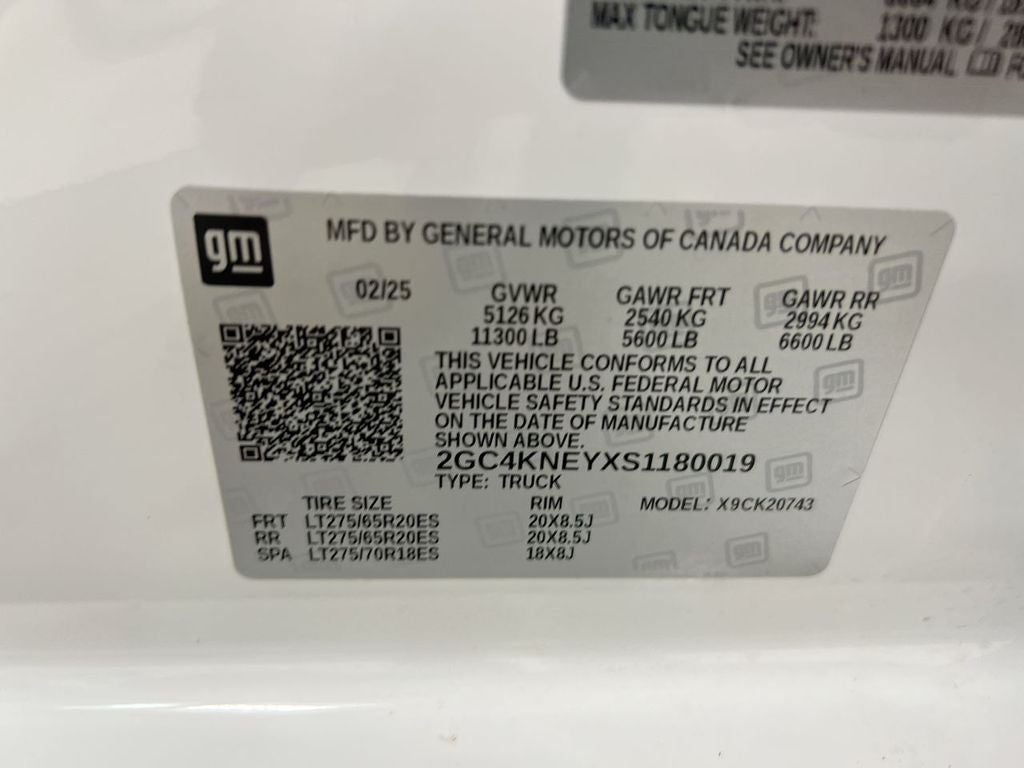 MAX TONGUE WEIGHT: 1300 KG /
SEE OWNER'S MANUAL
gm
MFD BY GENERAL MOTORS OF CANADA COMPANY
02/25 GVWR GAWR FRT GAWR RR
5126 KG 2540 KG 2994 KG
11300 LB 5600 LB 6600 LB
THIS VEHICLE CONFORMS TO ALL
APPLICABLE U.S. FEDERAL MOTOR
VEHICLE SAFETY STANDARDS IN EFFECT
ON THE DATE OF MANUFACTURE
SHOWN ABOVE.
2GC4KNEYXS1180019
TYPE: TRUCK
TIRE SIZE RIM MODEL: X9CK20743
FRT LT275/65R20ES 20X8.5J
RR LT275/65R20ES 20X8.5J
SPA LT275/70R18ES 18X8J